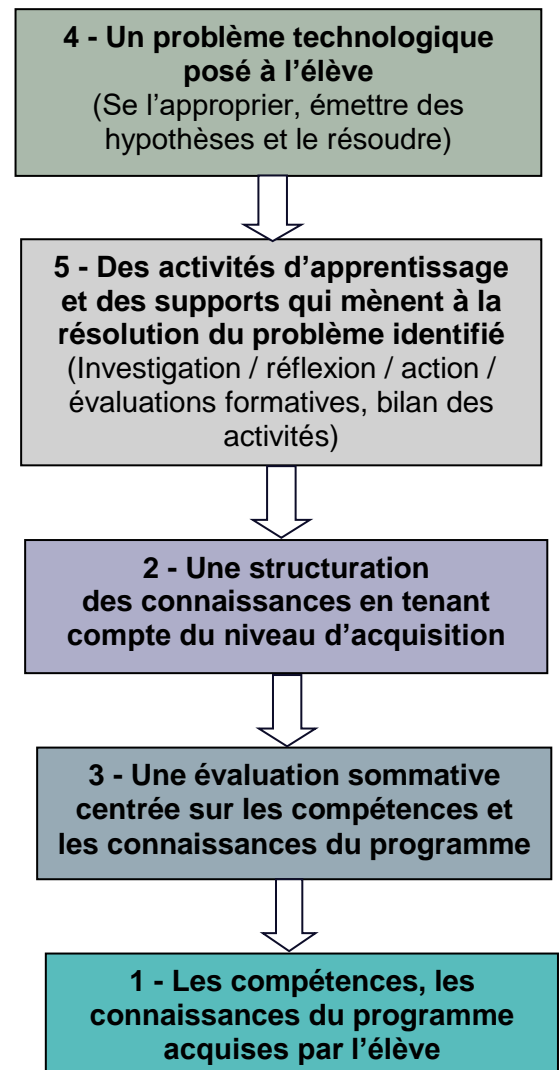 4 - Un problème technologique
posé à l’élève
(Se l’approprier, émettre des
hypothèses et le résoudre)
5 - Des activités d’apprentissage
et des supports qui mènent à la
résolution du problème identifié
(Investigation / réflexion / action /
évaluations formatives, bilan des
activités)
2 - Une structuration
des connaissances en tenant
compte du niveau d’acquisition
3 - Une évaluation sommative
centrée sur les compétences et
les connaissances du programme
1 - Les compétences, les
connaissances du programme
acquises par l’élève